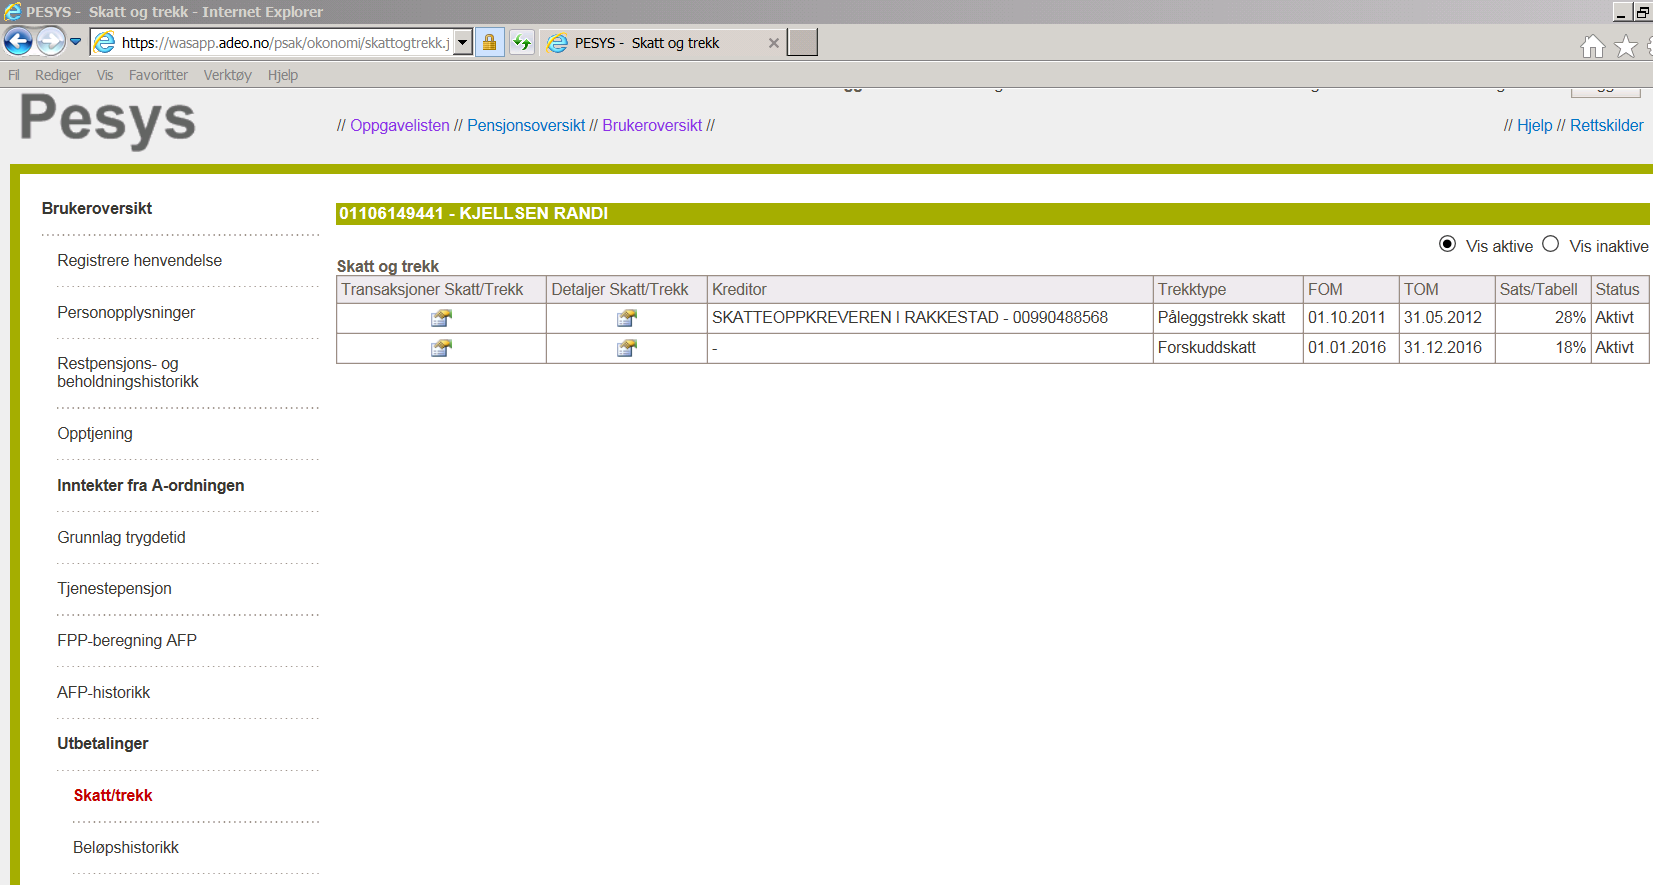 PESYS - Skatt og trekk - Internet Explorer
https://wasapp.adeo.no/psak/okonomi/skattogtrekk.j
PESYS - Skatt og trekk
Fil Rediger Vis Favoritter Verktøy Hjelp
Pesys
// Oppgavelisten // Pensjonsoversikt // Brukeroversikt //
// Hjelp // Rettskilder
Brukeroversikt
Registrere henvendelse
Personopplysninger
Restpensjons- og
beholdningshistorikk
Opptjening
Inntekter fra A-ordningen
Grunnlag trygdetid
Tjenestepensjon
FPP-beregning AFP
AFP-historikk
Utbetalinger
Skatt/trekk
Beløpshistorikk
01106149441 - KJELLSEN RANDI
Vis aktive Vis inaktive
Skatt og trekk
Transaksjoner Skatt/Trekk Detaljer Skatt/Trekk Kreditor Trekktype FOM TOM Sats/Tabell Status
SKATTEOPPKREVEREN I RAKKESTAD - 00990488568 Påleggstrekk skatt 01.10.2011 31.05.2012 28% Aktivt
- Forskuddskatt 01.01.2016 31.12.2016 18% Aktivt